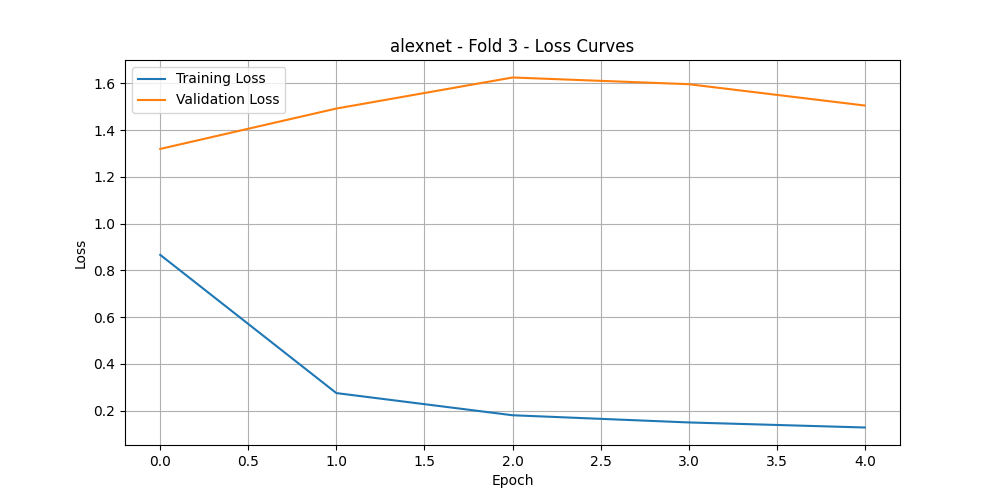 alexnet - Fold 3 - Loss Curves
Training Loss
Validation Loss
1.6
1.4
1.2
1.0
0.8
0.6
0.4
0.2
Loss
0.0 0.5 1.0 1.5 2.0 2.5 3.0 3.5 4.0
Epoch